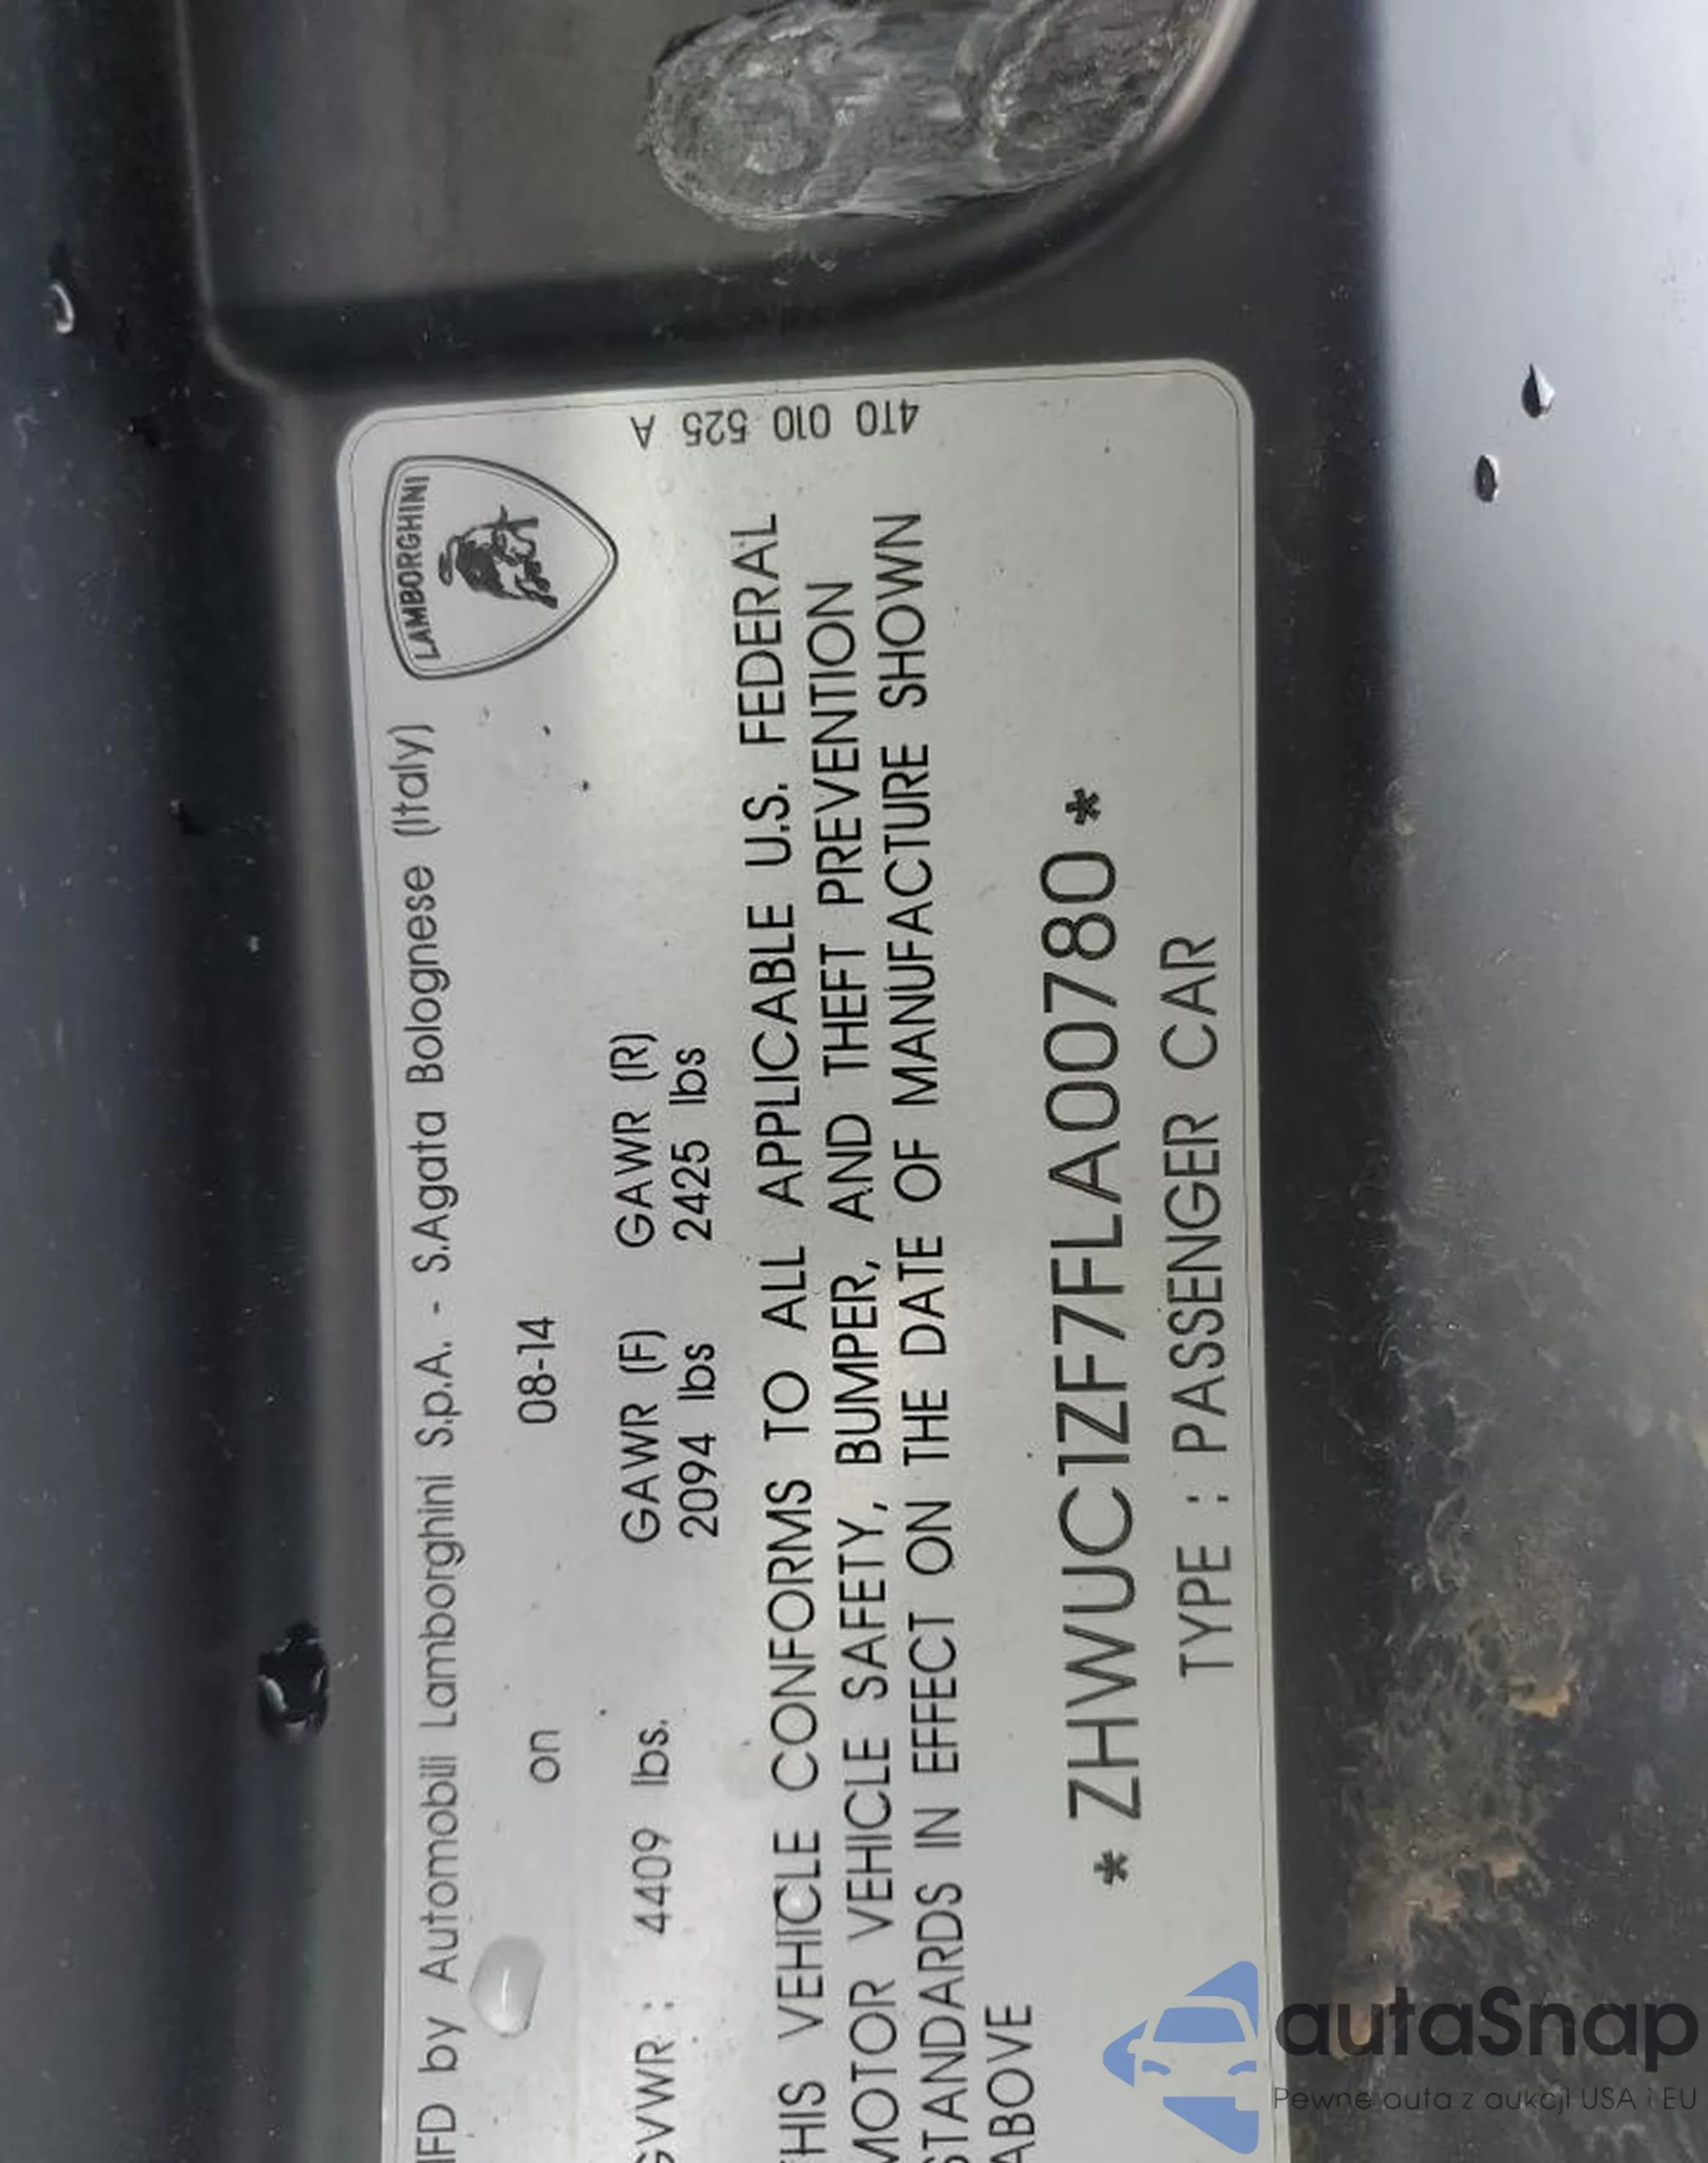 LAMBORGHINI
MFD by Automobili Lamborghini S.p.A. - S.Agata Bolognese (Italy)
on 08-14
GVWR : 4409 lbs. GAWR (F) GAWR (R)
2094 lbs 2425 lbs
THIS VEHICLE CONFORMS TO ALL APPLICABLE U.S. FEDERAL
MOTOR VEHICLE SAFETY, BUMPER, AND THEFT PREVENTION
STANDARDS IN EFFECT ON THE DATE OF MANUFACTURE SHOWN
ABOVE
* ZHWUC1ZF7FLA00780 *
TYPE : PASSENGER CAR
4T0 010 525 A
autaSnap
Pewne auta z aukcji USA i EU